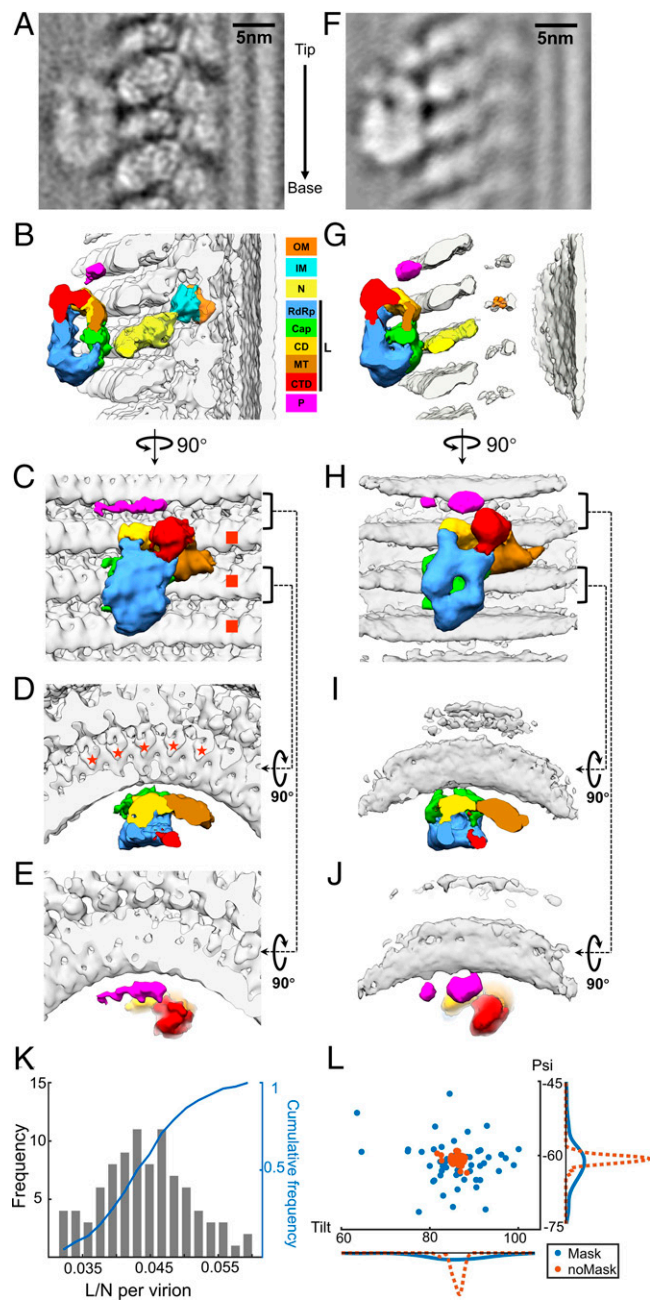 A
5nm
Tip
Base
F
5nm
B
OM
IM
N
RdRp
Cap
CD
MT
CTD
P
L
G
90°
90°
C
H
D
90°
I
90°
E
90°
J
90°
K
15
10
5
Frequency
1
0.5
Cumulative frequency
0.035
0.045
0.055
L/N per virion
L
Psi
-45
-60
-75
Tilt
60
80
100
Mask
noMask